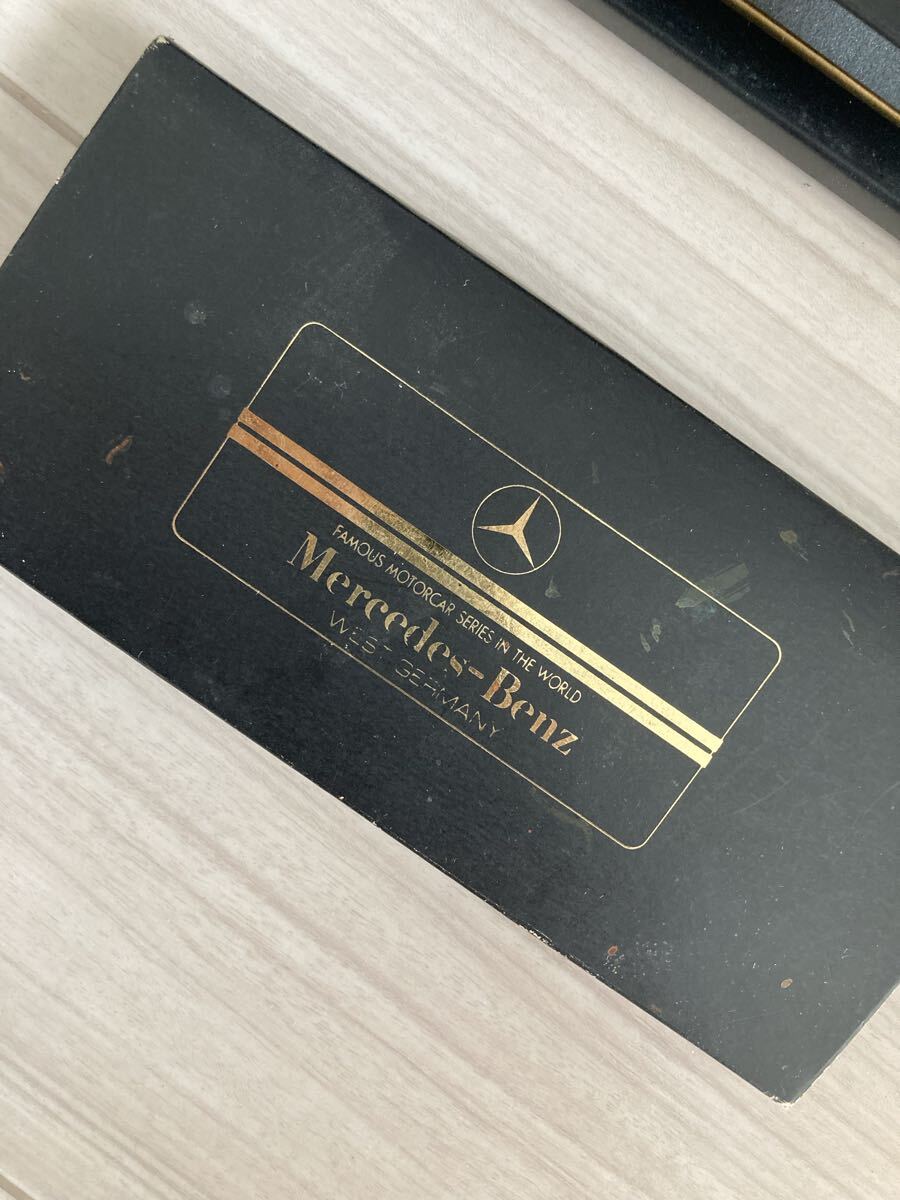 FAMOUS MOTORCAR SERIES IN THE WORLD
Mercedes-Benz
WEST GERMANY